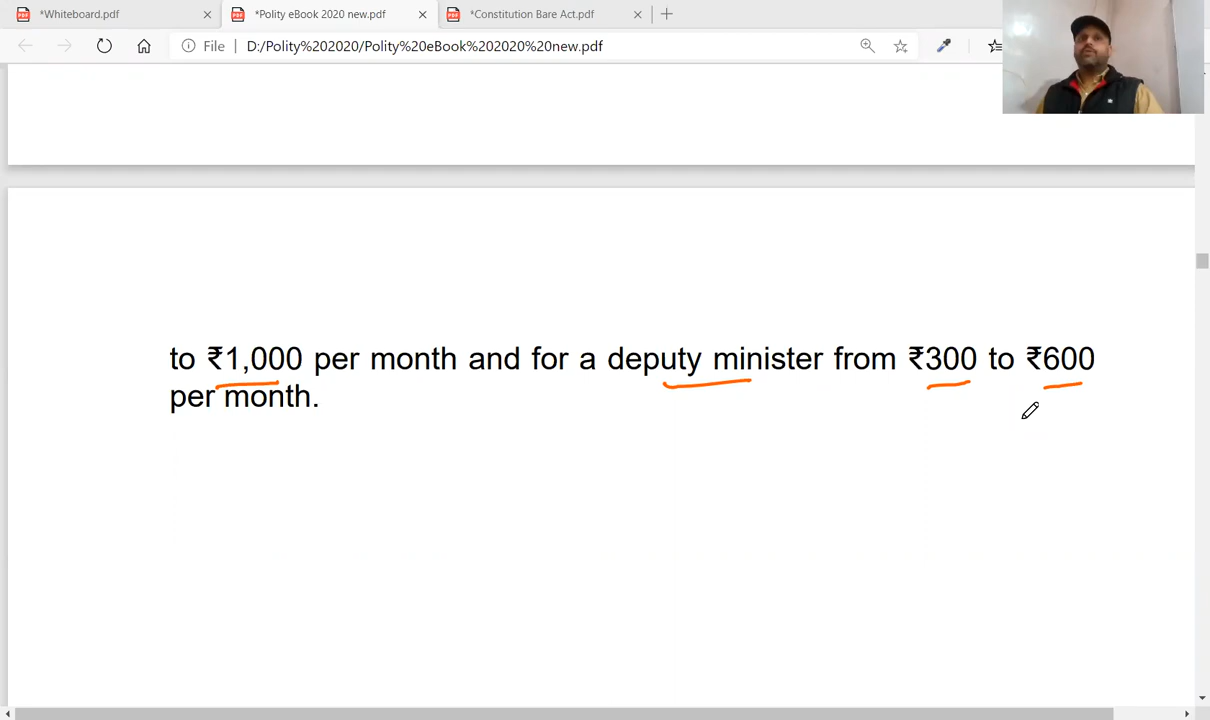 *Whiteboard.pdf
*Polity eBook 2020 new.pdf
*Constitution Bare Act.pdf
File
D:/Polity%202020/Polity%20eBook%202020%20new.pdf
to ₹1,000 per month and for a deputy minister from ₹300 to ₹600
per month.